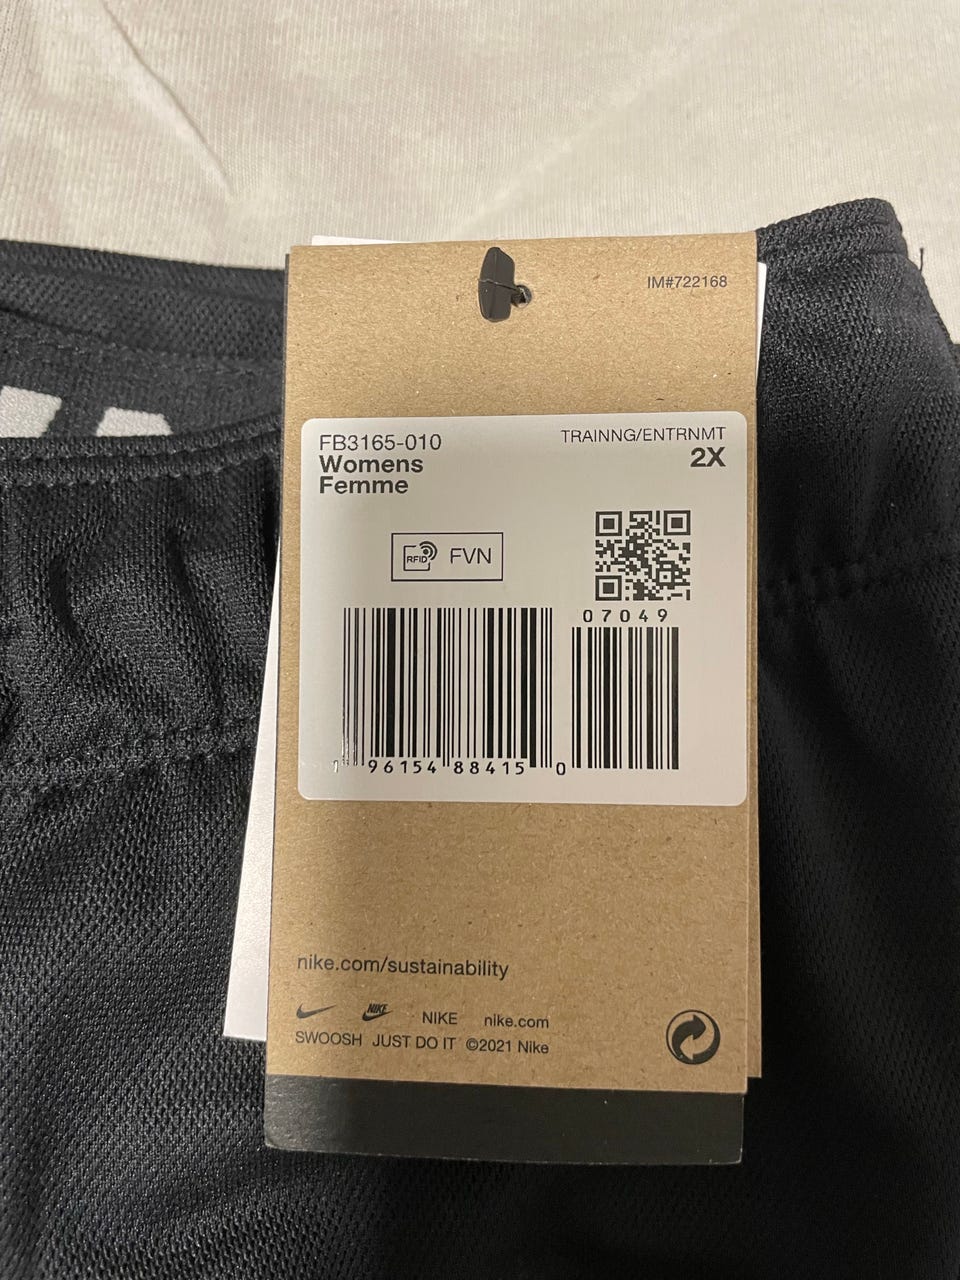 IM#722168
FB3165-010
TRAINNG/ENTRNMT
Womens
2X
Femme
RFID FVN
07049
1 96154 88415 0
nike.com/sustainability
NIKE NIKE nike.com
SWOOSH JUST DO IT ©2021 Nike